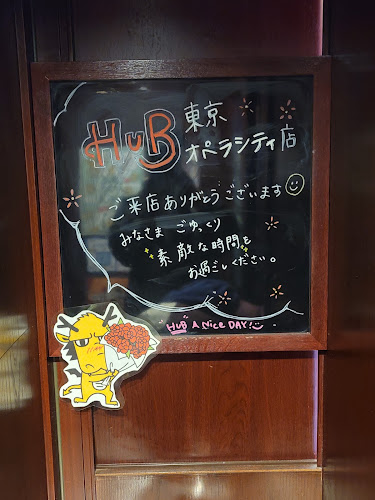 HUB 東京
オペラシティ店
ご来店ありがとうございます
みなさま ごゆっくり
素敵な時間を
お過ごしください。
HUB A Nice DAY!